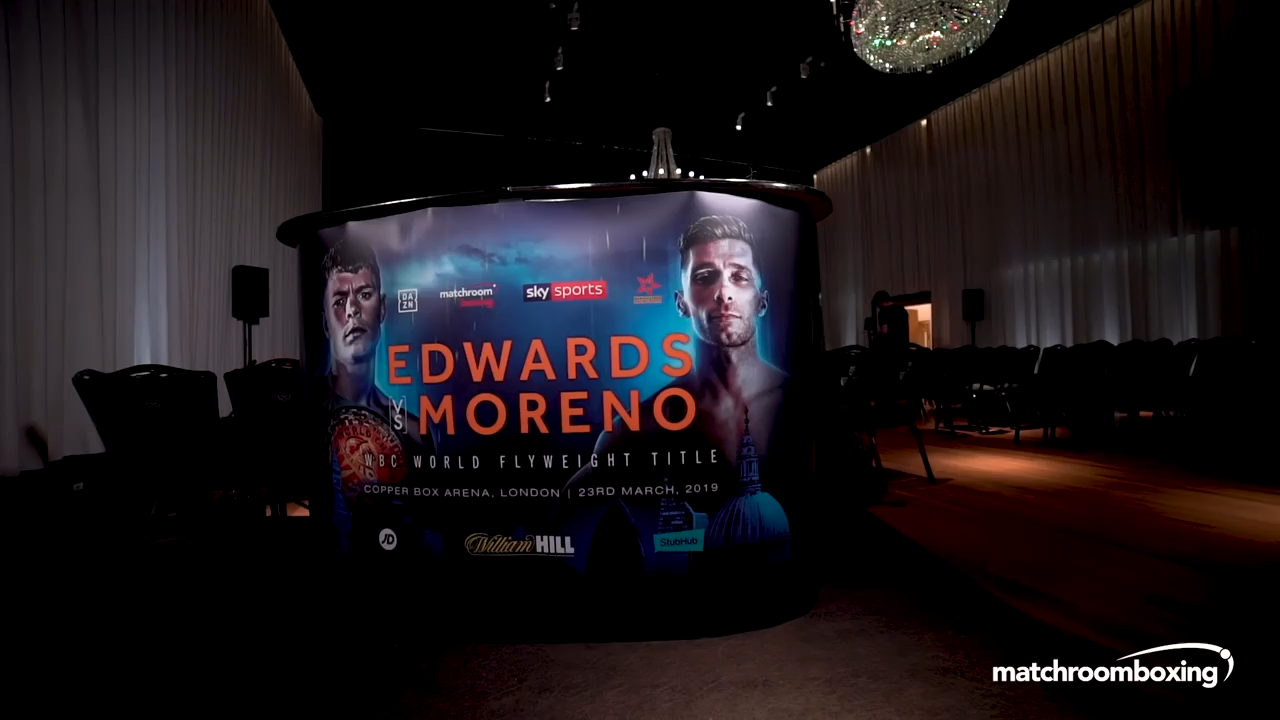 DAZN
matchroom
boxing
sky sports
EDWARDS
VS MORENO
WBC WORLD FLYWEIGHT TITLE
COPPER BOX ARENA, LONDON | 23RD MARCH, 2019
JD
William HILL
StubHub
matchroomboxing